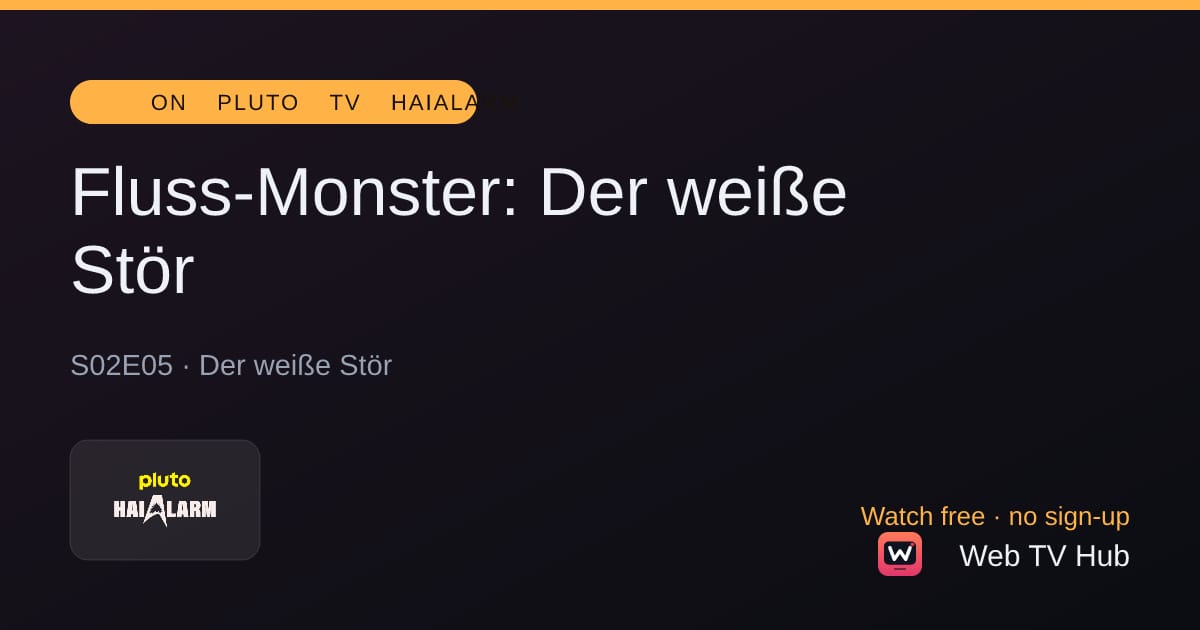 ON PLUTO TV HAIALARM
Fluss-Monster: Der weiße
Stör
S02E05 · Der weiße Stör
pluto
HAIALARM
Watch free · no sign-up
W
Web TV Hub